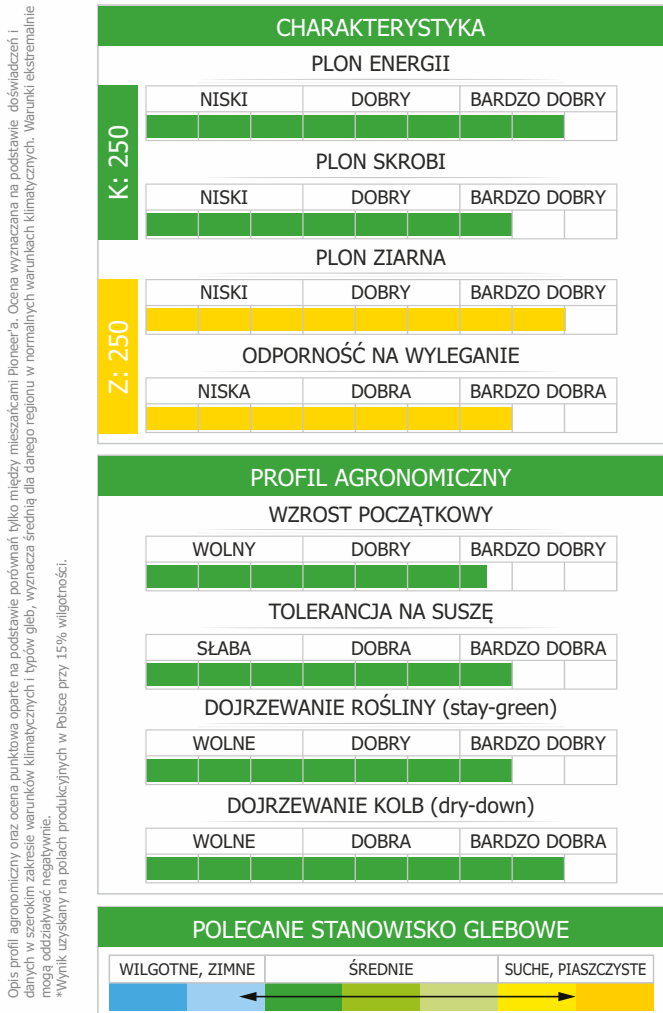 CHARAKTERYSTYKA
K: 250
PLON ENERGII
NISKI DOBRY BARDZO DOBRY
PLON SKROBI
NISKI DOBRY BARDZO DOBRY
Z: 250
PLON ZIARNA
NISKI DOBRY BARDZO DOBRY
ODPORNOŚĆ NA WYLEGANIE
NISKA DOBRA BARDZO DOBRA
PROFIL AGRONOMICZNY
WZROST POCZĄTKOWY
WOLNY DOBRY BARDZO DOBRY
TOLERANCJA NA SUSZĘ
SŁABA DOBRA BARDZO DOBRA
DOJRZEWANIE ROŚLINY (stay-green)
WOLNE DOBRY BARDZO DOBRY
DOJRZEWANIE KOLB (dry-down)
WOLNE DOBRA BARDZO DOBRA
POLECANE STANOWISKO GLEBOWE
WILGOTNE, ZIMNE ŚREDNIE SUCHE, PIASZCZYSTE
Opis profil agronomiczny oraz ocena punktowa oparte na podstawie porównań tylko między mieszańcami Pioneer'a. Ocena wyznaczana na podstawie doświadczeń i
danych w szerokim zakresie warunków klimatycznych i typów gleb, wyznacza średnią dla danego regionu w normalnych warunkach klimatycznych. Warunki ekstremalnie
mogą oddziaływać negatywnie.
*Wynik uzyskany na polach produkcyjnych w Polsce przy 15% wilgotności.